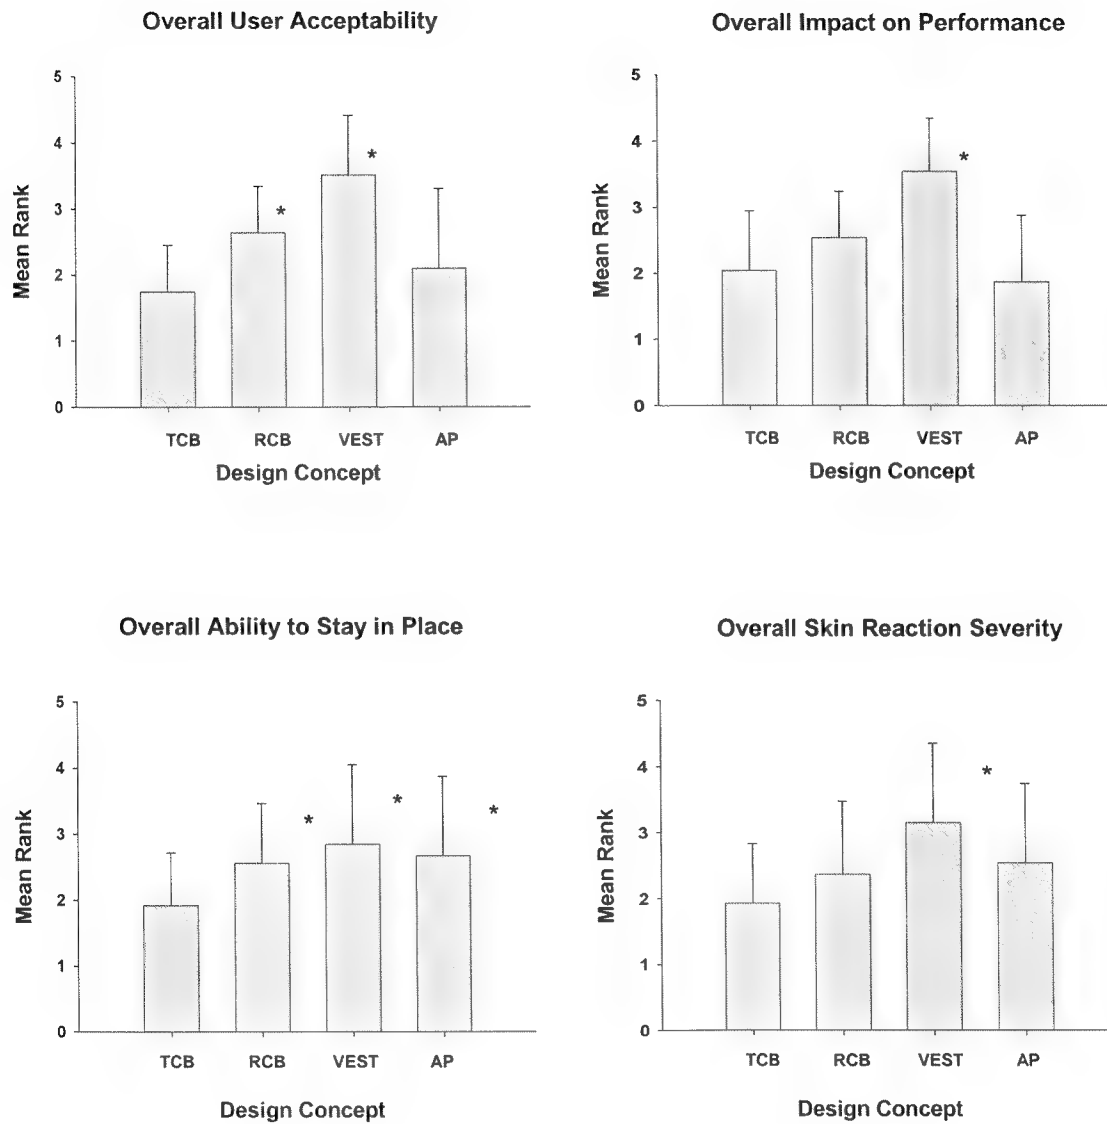 Overall User Acceptability
5
4
3
2
1
0
Mean Rank
*
*
TCB RCB VEST AP
Design Concept
Overall Impact on Performance
5
4
3
2
1
0
Mean Rank
*
TCB RCB VEST AP
Design Concept
Overall Ability to Stay in Place
5
4
3
2
1
0
Mean Rank
*
*
*
TCB RCB VEST AP
Design Concept
Overall Skin Reaction Severity
5
4
3
2
1
0
Mean Rank
*
TCB RCB VEST AP
Design Concept